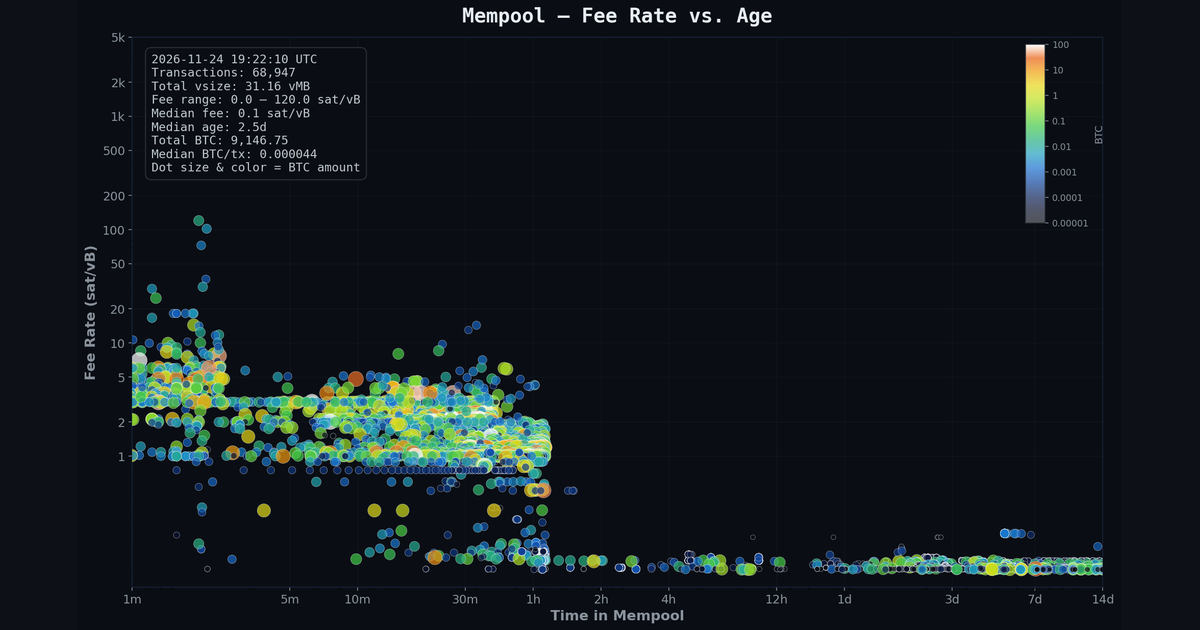 Mempool — Fee Rate vs. Age
2026-11-24 19:22:10 UTC
Transactions: 68,947
Total vsize: 31.16 vMB
Fee range: 0.0 – 120.0 sat/vB
Median fee: 0.1 sat/vB
Median age: 2.5d
Total BTC: 9,146.75
Median BTC/tx: 0.000044
Dot size & color = BTC amount
5k
2k
1k
500
200
100
50
20
10
5
2
1
Fee Rate (sat/vB)
100
10
1
0.1
0.01
0.001
0.0001
0.00001
BTC
1m
5m
10m
30m
1h
2h
4h
12h
1d
3d
7d
14d
Time in Mempool